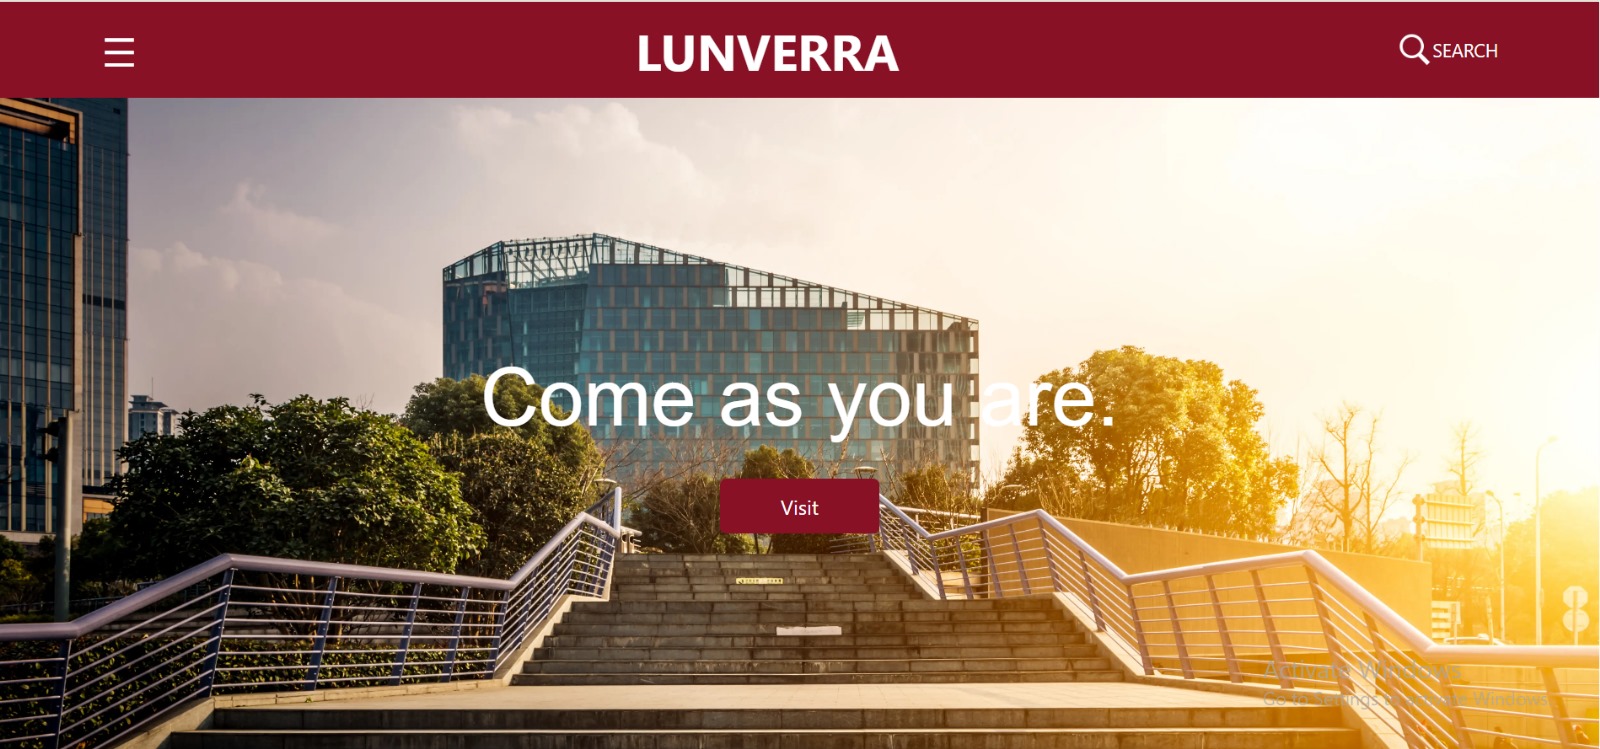 LUNVERRA
SEARCH
Come as you are.
Visit
Activate Windows
Go to Settings to activate Windows.